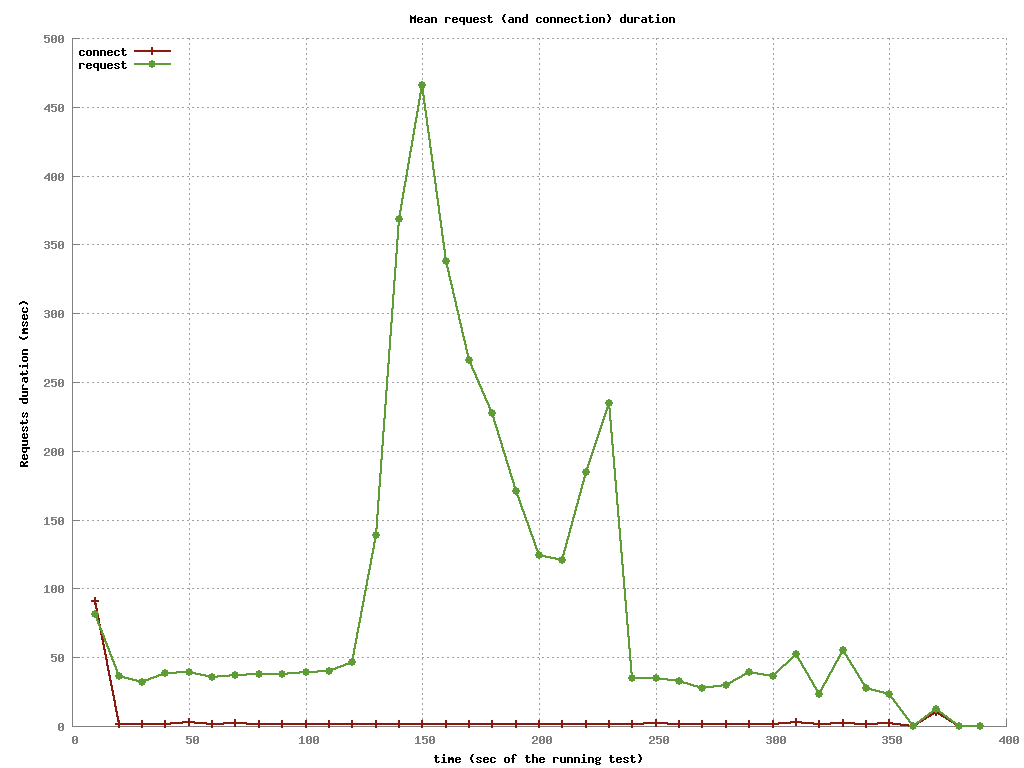 Mean request (and connection) duration
500
connect
request
450
400
350
300
250
200
150
100
50
0
Requests duration (msec)
0 50 100 150 200 250 300 350 400
time (sec of the running test)